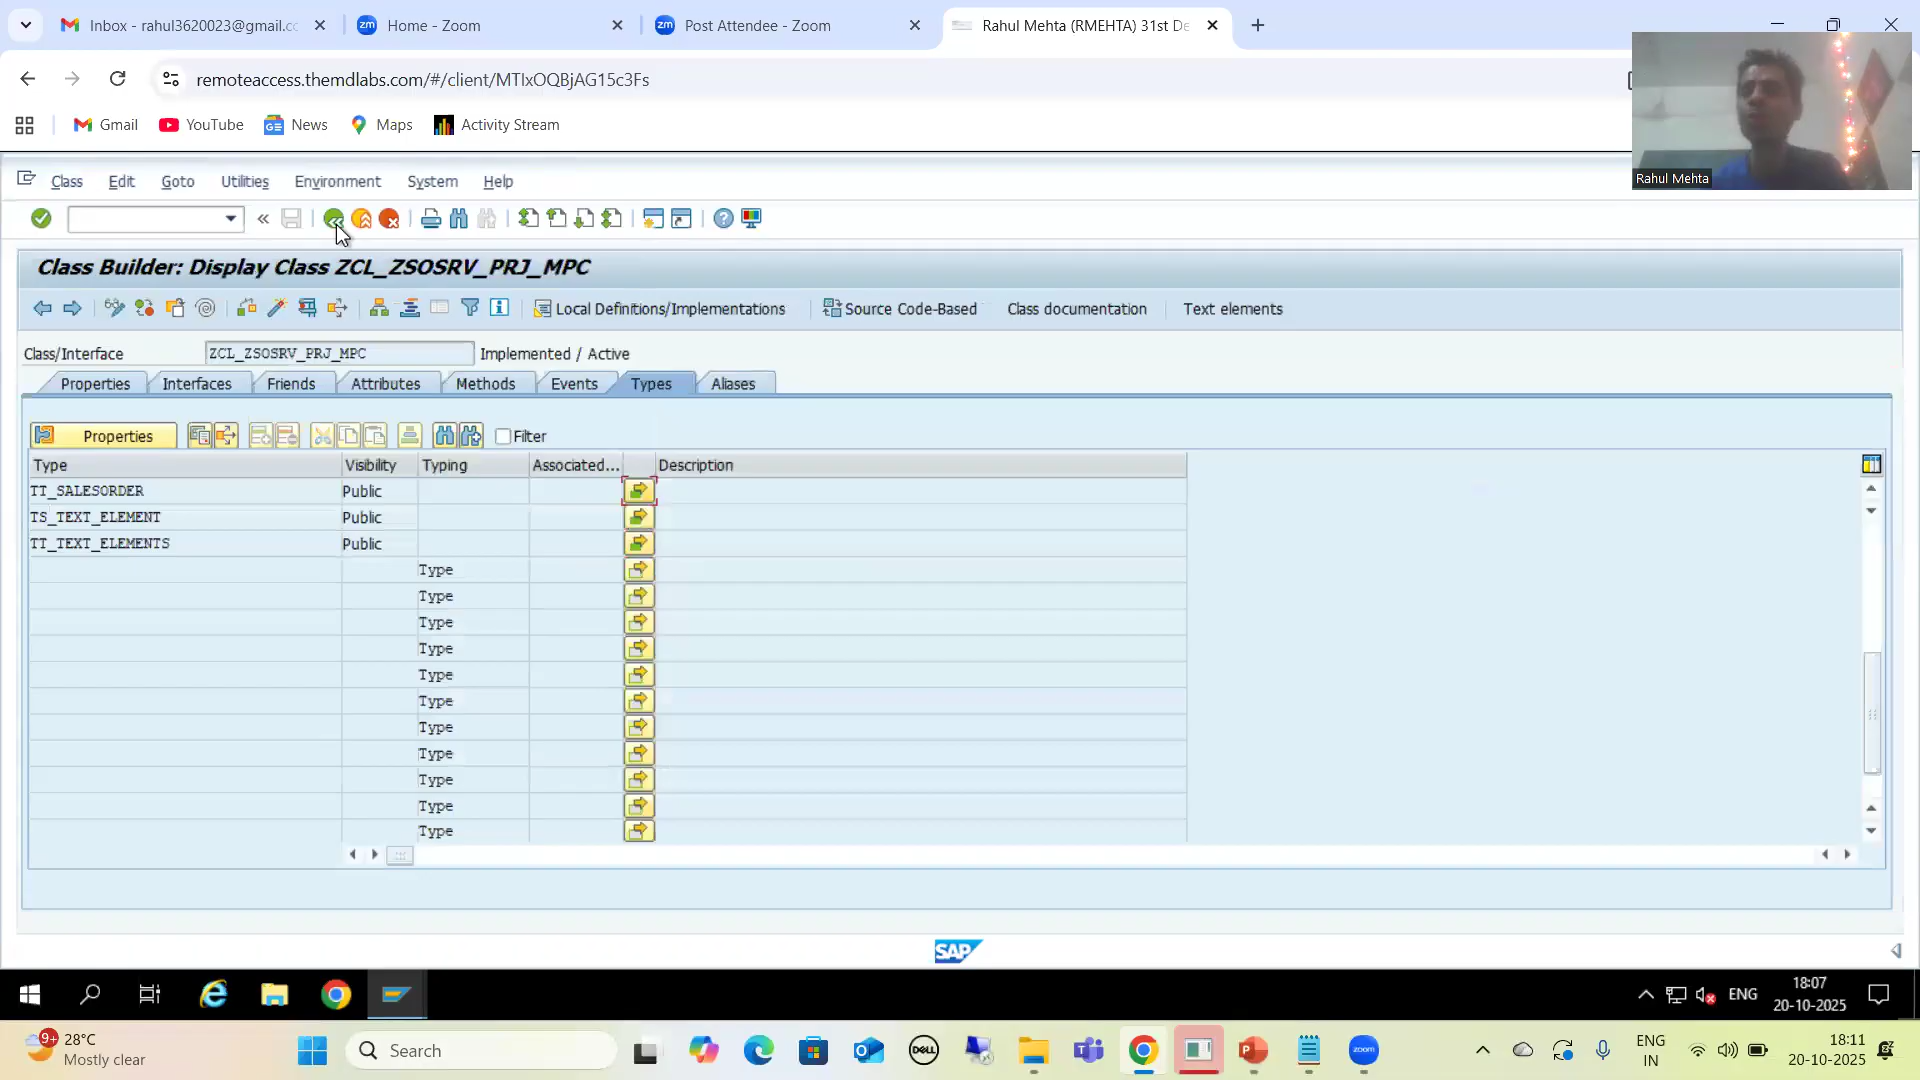 Inbox - rahul3620023@gmail.cc
Home - Zoom
Post Attendee - Zoom
Rahul Mehta (RMEHTA) 31st De
remoteaccess.themdlabs.com/#/client/MTIxOQBjAG15c3Fs
Gmail
YouTube
News
Maps
Activity Stream
Rahul Mehta
Class
Edit
Goto
Utilities
Environment
System
Help
Class Builder: Display Class ZCL_ZSOSRV_PRJ_MPC
Local Definitions/Implementations
Source Code-Based
Class documentation
Text elements
Class/Interface
ZCL_ZSOSRV_PRJ_MPC
Implemented / Active
Properties
Interfaces
Friends
Attributes
Methods
Events
Types
Aliases
Properties
Filter
Type
Visibility
Typing
Associated...
Description
TT_SALESORDER
Public
TS_TEXT_ELEMENT
Public
TT_TEXT_ELEMENTS
Public
Type
Type
Type
Type
Type
Type
Type
Type
Type
Type
Type
SAP
ENG
18:07
20-10-2025
9+
28°C
Mostly clear
Search
DELL
zoom
ENG
IN
18:11
20-10-2025